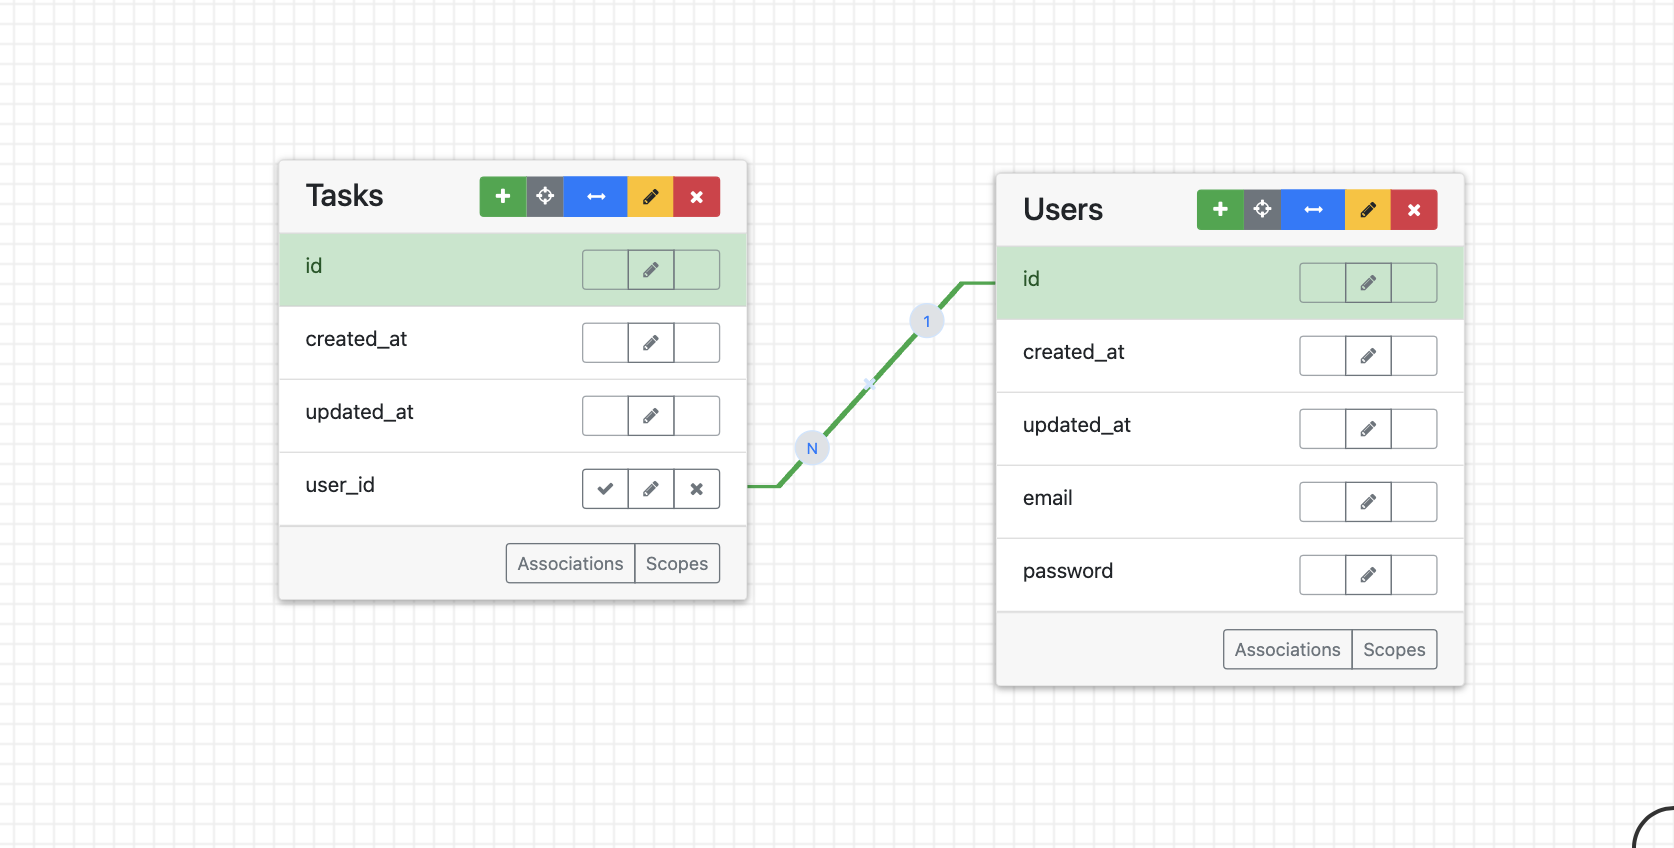 Tasks
id
created_at
updated_at
user_id
Associations Scopes
N
1
Users
id
created_at
updated_at
email
password
Associations Scopes